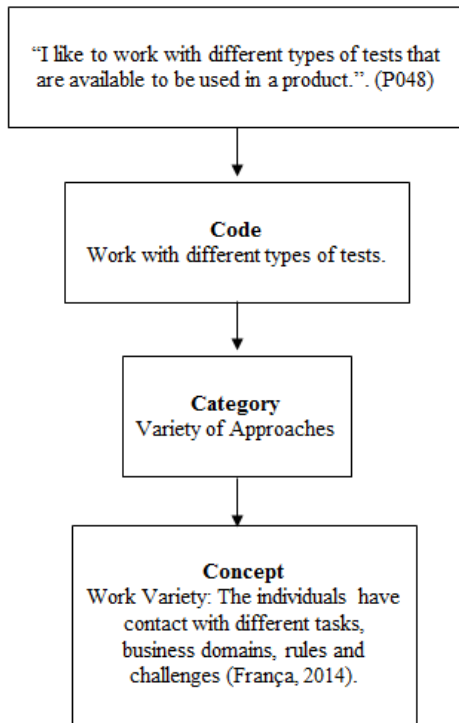 “I like to work with different types of tests that
are available to be used in a product.”. (P048)
Code
Work with different types of tests.
Category
Variety of Approaches
Concept
Work Variety: The individuals have
contact with different tasks,
business domains, rules and
challenges (França, 2014).